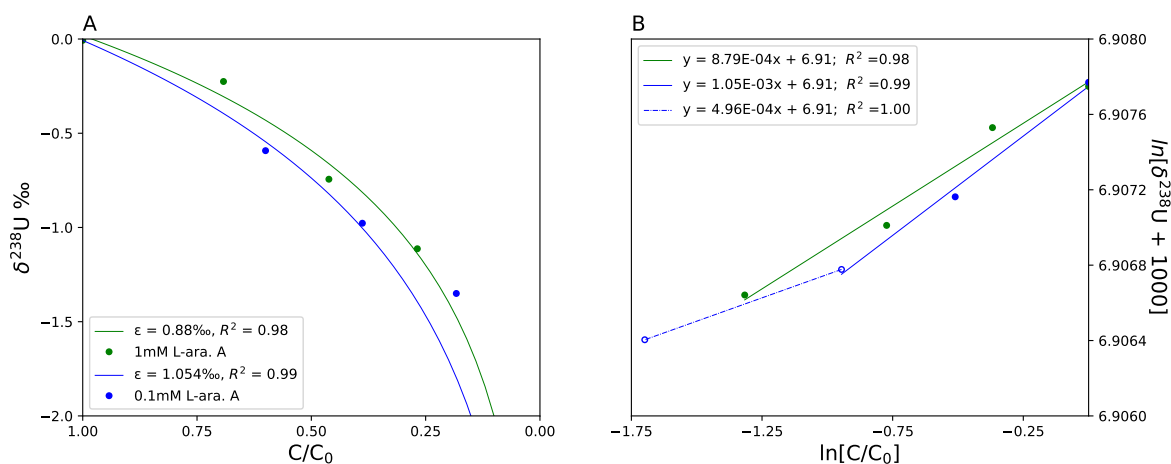 A
0.0
−0.5
−1.0
−1.5
−2.0
δ²³⁸U ‰
1.00
0.75
0.50
0.25
0.00
C/C₀
ε = 0.88‰, R² = 0.98
1mM L-ara. A
ε = 1.054‰, R² = 0.99
0.1mM L-ara. A
B
y = 8.79E-04x + 6.91; R² =0.98
y = 1.05E-03x + 6.91; R² =0.99
y = 4.96E-04x + 6.91; R² =1.00
6.9080
6.9076
6.9072
6.9068
6.9064
6.9060
ln[δ²³⁸U + 1000]
−1.75
−1.25
−0.75
−0.25
ln[C/C₀]